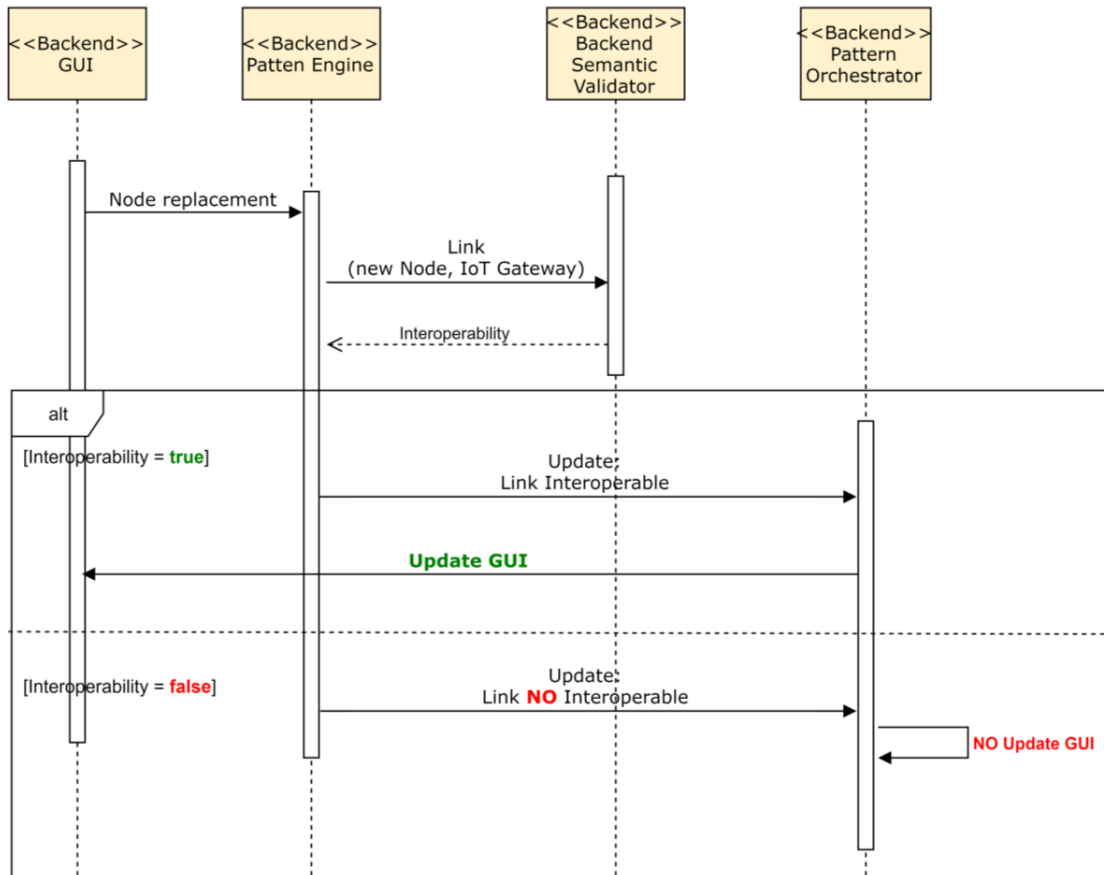 <<Backend>>
GUI
<<Backend>>
Patten Engine
<<Backend>>
Backend
Semantic
Validator
<<Backend>>
Pattern
Orchestrator
Node replacement
Link
(new Node, IoT Gateway)
Interoperability
alt
[Interoperability = true]
Update:
Link Interoperable
Update GUI
[Interoperability = false]
Update:
Link NO Interoperable
NO Update GUI